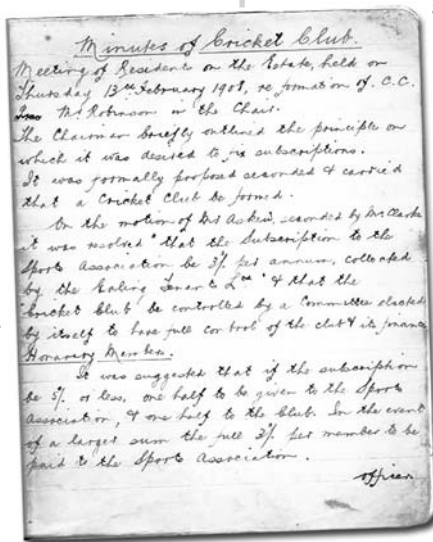 Minutes of Cricket Club.
Meeting of Residents on the Estate, held on
Thursday 13th February 1908, re formation of C.C.
Mr Robinson in the Chair.
The Chairman briefly outlined the principle on
which it was desired to fix subscriptions.
It was formally proposed seconded & carried
that a Cricket Club be formed.
On the motion of Mr Askew, seconded by Mr Clarke
it was resolved that the Subscription to the
Sports Association be 3/- per annum, collected
by the Ealing Tenants Ltd & that the
Cricket Club be controlled by a Committee elected
by itself to have full control of the club & its finances
Honorary Members.
It was suggested that if the subscription
be 5/- or less, one half to be given to the Sports
Association, & one half to the Club. In the event
of a larger sum the full 3/- per member to be
paid to the Sports Association.